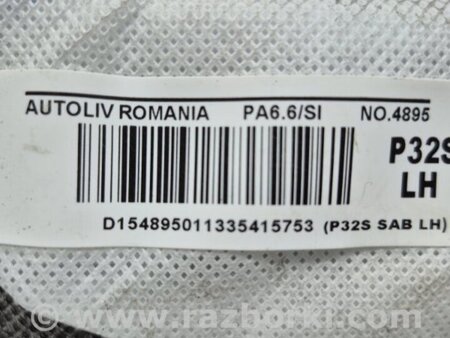 AUTOLIV ROMANIA PA6.6/SI NO.4895
P32S
LH
D154895011335415753 (P32S SAB LH)
www.razborki.com